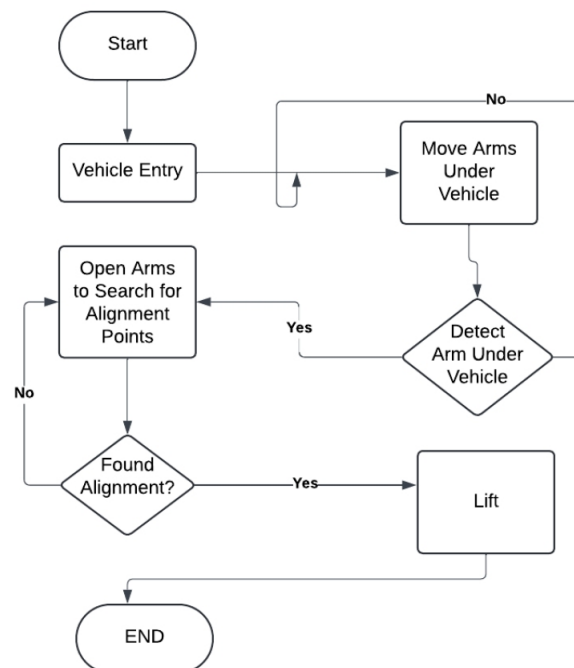 Start
No
Vehicle Entry
Move Arms
Under
Vehicle
Open Arms
to Search for
Alignment
Points
Yes
Detect
Arm Under
Vehicle
No
Found
Alignment?
Yes
Lift
END